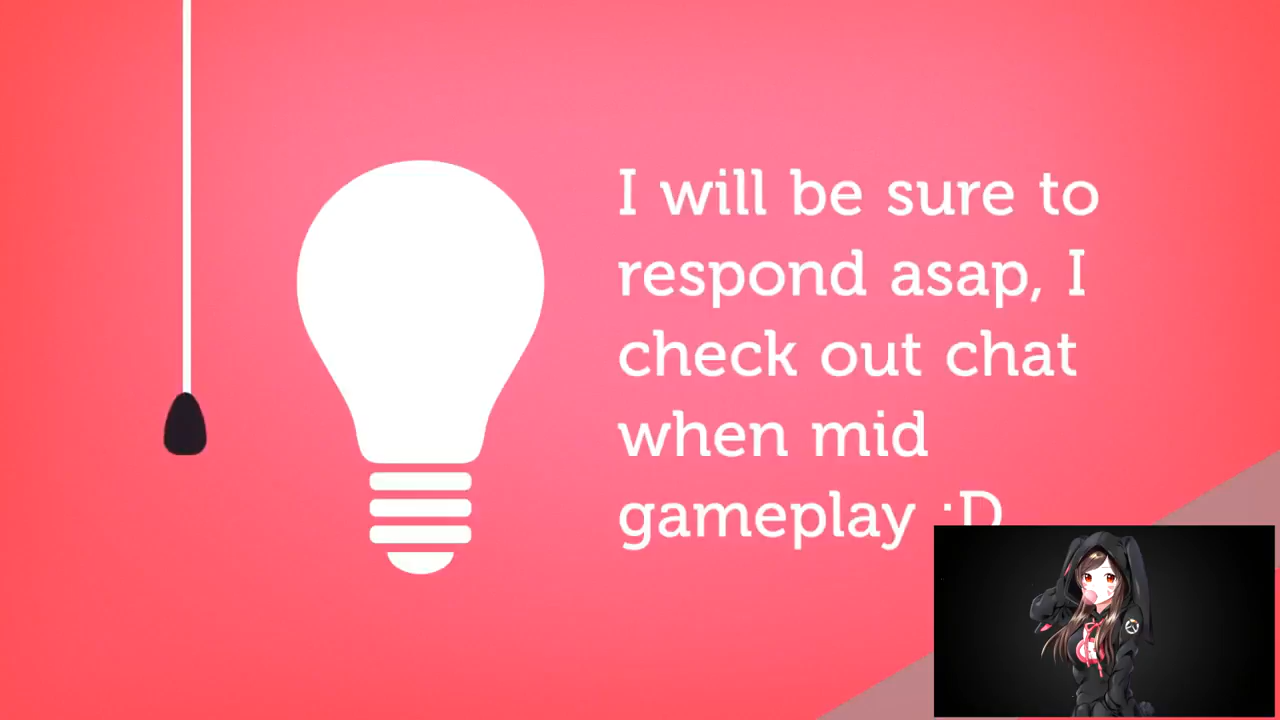 I will be sure to
respond asap, I
check out chat
when mid
gameplay :D